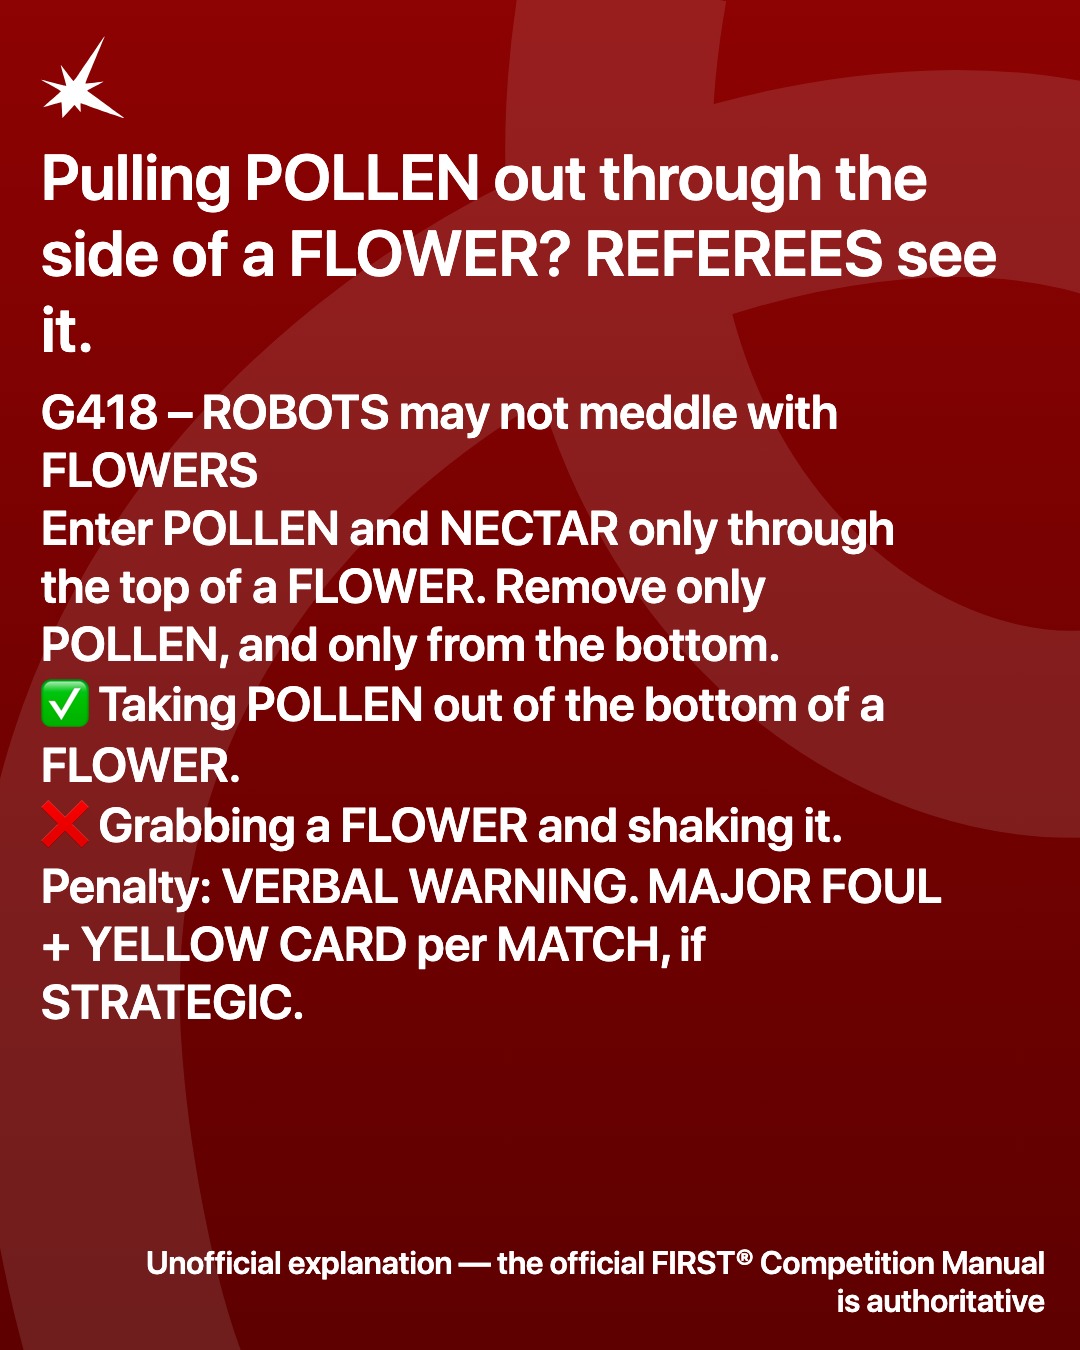 Pulling POLLEN out through the
side of a FLOWER? REFEREES see
it.
G418 – ROBOTS may not meddle with
FLOWERS
Enter POLLEN and NECTAR only through
the top of a FLOWER. Remove only
POLLEN, and only from the bottom.
✅ Taking POLLEN out of the bottom of a
FLOWER.
❌ Grabbing a FLOWER and shaking it.
Penalty: VERBAL WARNING. MAJOR FOUL
+ YELLOW CARD per MATCH, if
STRATEGIC.
Unofficial explanation — the official FIRST® Competition Manual
is authoritative